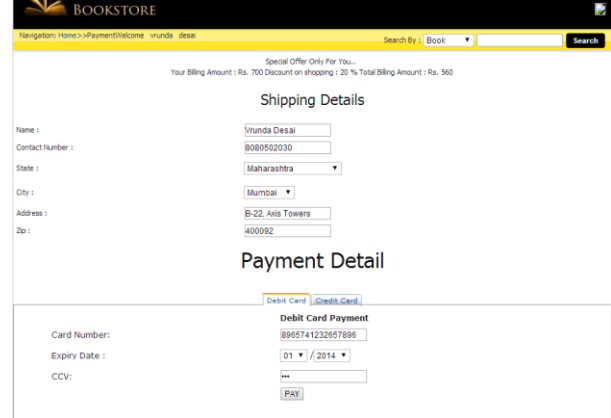 BOOKSTORE
Navigation: Home>>PaymentWelcome vrunda desai
Search By : Book Search
Special Offer Only For You..
Your Billing Amount : Rs. 700 Discount on shopping : 20 % Total Billing Amount : Rs. 560
Shipping Details
Name : Vrunda Desai
Contact Number : 8080502030
State : Maharashtra
City : Mumbai
Address : B-22, Axis Towers
Zip : 400092
Payment Detail
Debit Card Credit Card
Debit Card Payment
Card Number: 8965741232657896
Expiry Date : 01 / 2014
CCV: •••
PAY